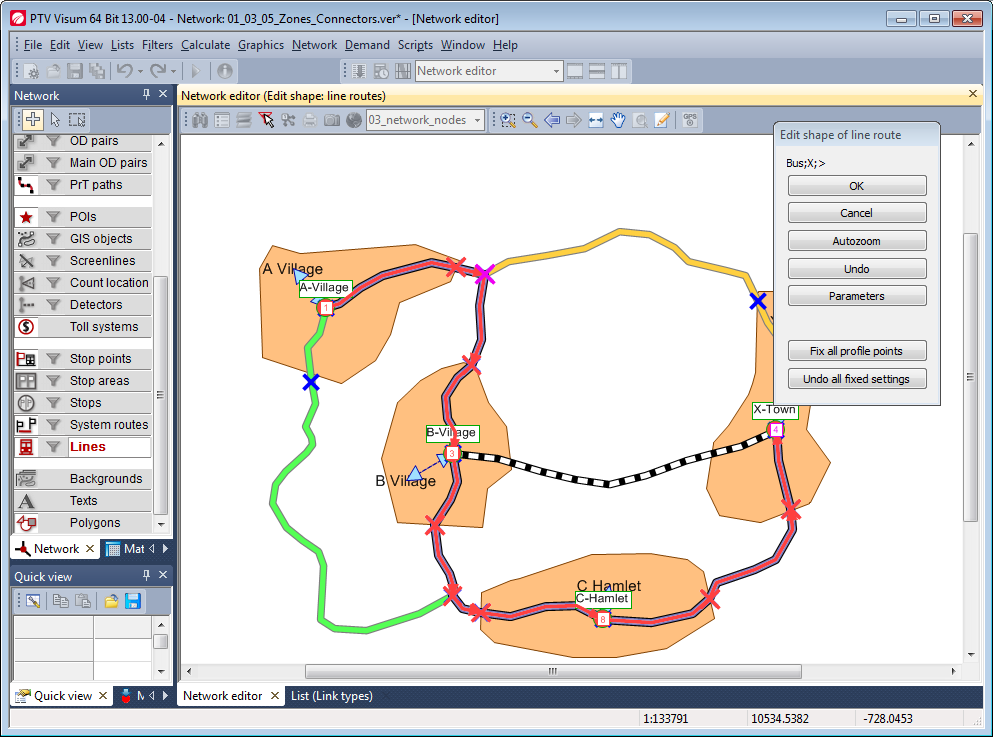 PTV Visum 64 Bit 13.00-04 - Network: 01_03_05_Zones_Connectors.ver* - [Network editor]
File Edit View Lists Filters Calculate Graphics Network Demand Scripts Window Help
Network editor
Network
Network editor (Edit shape: line routes)
03_network_nodes
GPS
OD pairs
Main OD pairs
PrT paths
POIs
GIS objects
Screenlines
Count location
Detectors
Toll systems
Stop points
Stop areas
Stops
System routes
Lines
Backgrounds
Texts
Polygons
Network
Mat
Quick view
Quick view
M
Edit shape of line route
Bus;X;>
OK
Cancel
Autozoom
Undo
Parameters
Fix all profile points
Undo all fixed settings
A Village
A-Village
1
X-Town
4
B-Village
3
B Village
C Hamlet
C-Hamlet
8
Network editor
List (Link types)
1:133791
10534.5382
-728.0453